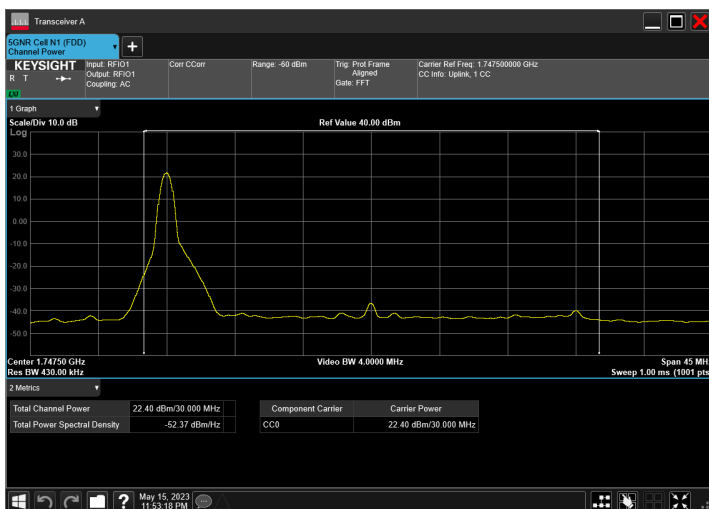 Transceiver A
5GNR Cell N1 (FDD)
Channel Power
KEYSIGHT
R T
LXI
Input: RFIO1
Output: RFIO1
Coupling: AC
Corr CCorr
Range: -60 dBm
Trig: Prot Frame
Aligned
Gate: FFT
Carrier Ref Freq: 1.747500000 GHz
CC Info: Uplink, 1 CC
1 Graph
Scale/Div 10.0 dB
Ref Value 40.00 dBm
Log
30.0
20.0
10.0
0.00
-10.0
-20.0
-30.0
-40.0
-50.0
Center 1.74750 GHz
Video BW 4.0000 MHz
Span 45 MH
Res BW 430.00 kHz
Sweep 1.00 ms (1001 pts
2 Metrics
Total Channel Power 22.40 dBm/30.000 MHz
Total Power Spectral Density -52.37 dBm/Hz
Component Carrier Carrier Power
CC0 22.40 dBm/30.000 MHz
?
May 15, 2023
11:53:18 PM